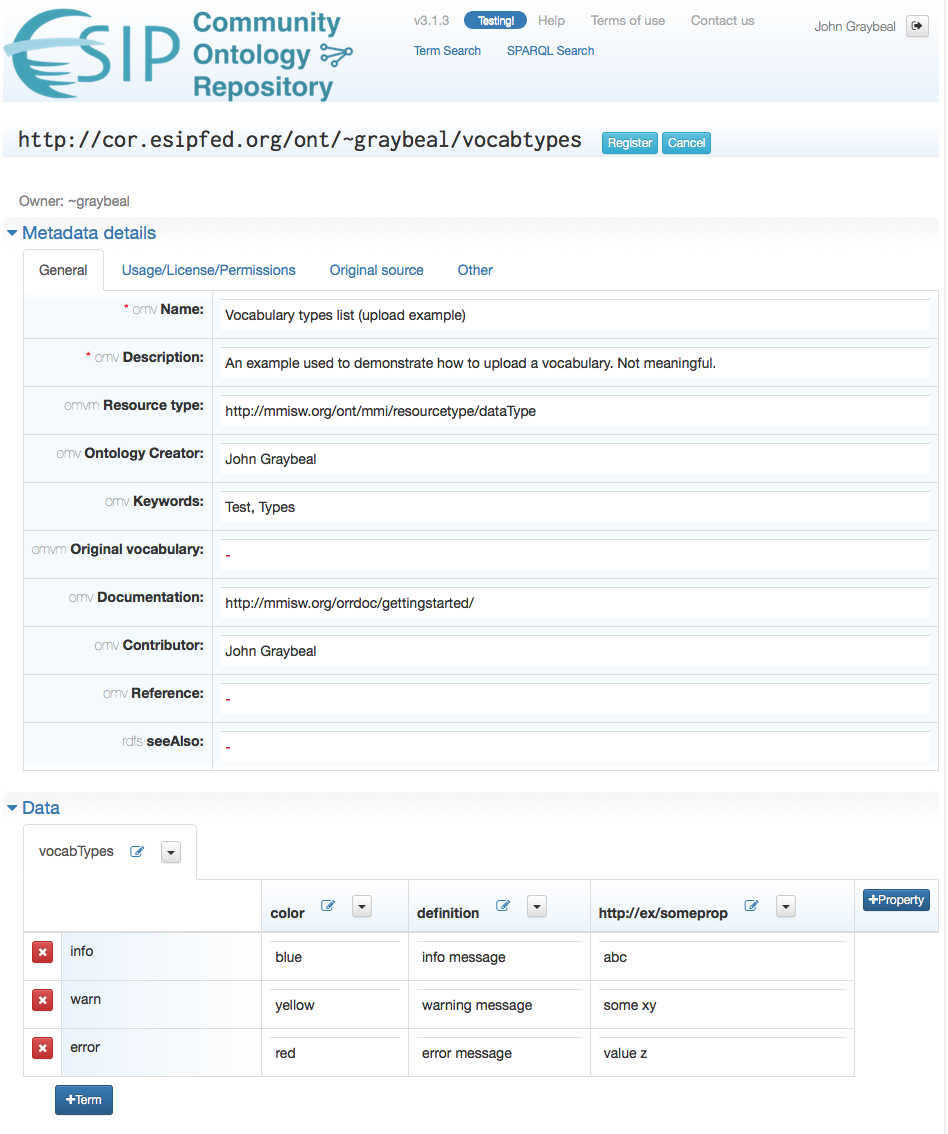 ESIP Community Ontology Repository
v3.1.3 Testing! Help Terms of use Contact us John Graybeal
Term Search SPARQL Search
http://cor.esipfed.org/ont/~graybeal/vocabtypes Register Cancel
Owner: ~graybeal
Metadata details
General Usage/License/Permissions Original source Other
* omv Name: Vocabulary types list (upload example)
* omv Description: An example used to demonstrate how to upload a vocabulary. Not meaningful.
omvm Resource type: http://mmisw.org/ont/mmi/resourcetype/dataType
omv Ontology Creator: John Graybeal
omv Keywords: Test, Types
omvm Original vocabulary: -
omv Documentation: http://mmisw.org/orrdoc/gettingstarted/
omv Contributor: John Graybeal
omv Reference: -
rdfs seeAlso: -
Data
vocabTypes
color definition http://ex/someprop +Property
info blue info message abc
warn yellow warning message some xy
error red error message value z
+Term